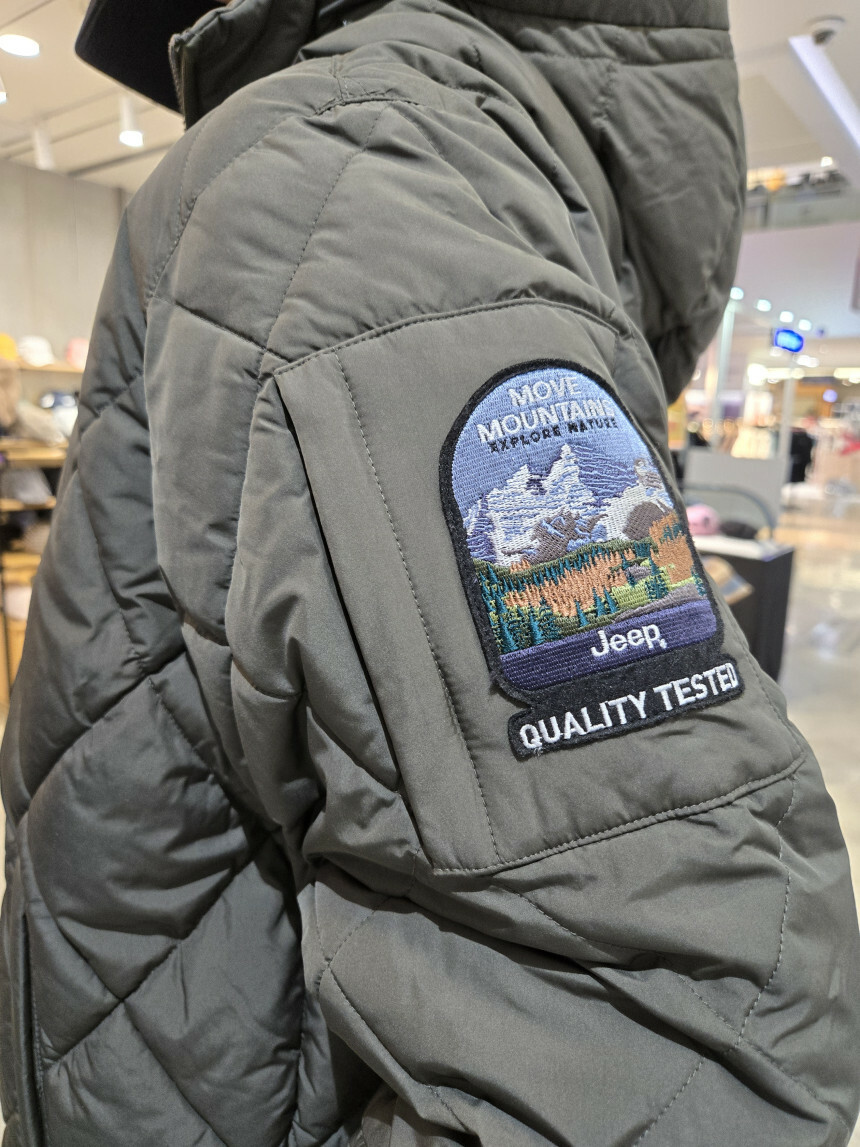 MOVE
MOUNTAINS
EXPLORE NATURE
Jeep
QUALITY TESTED